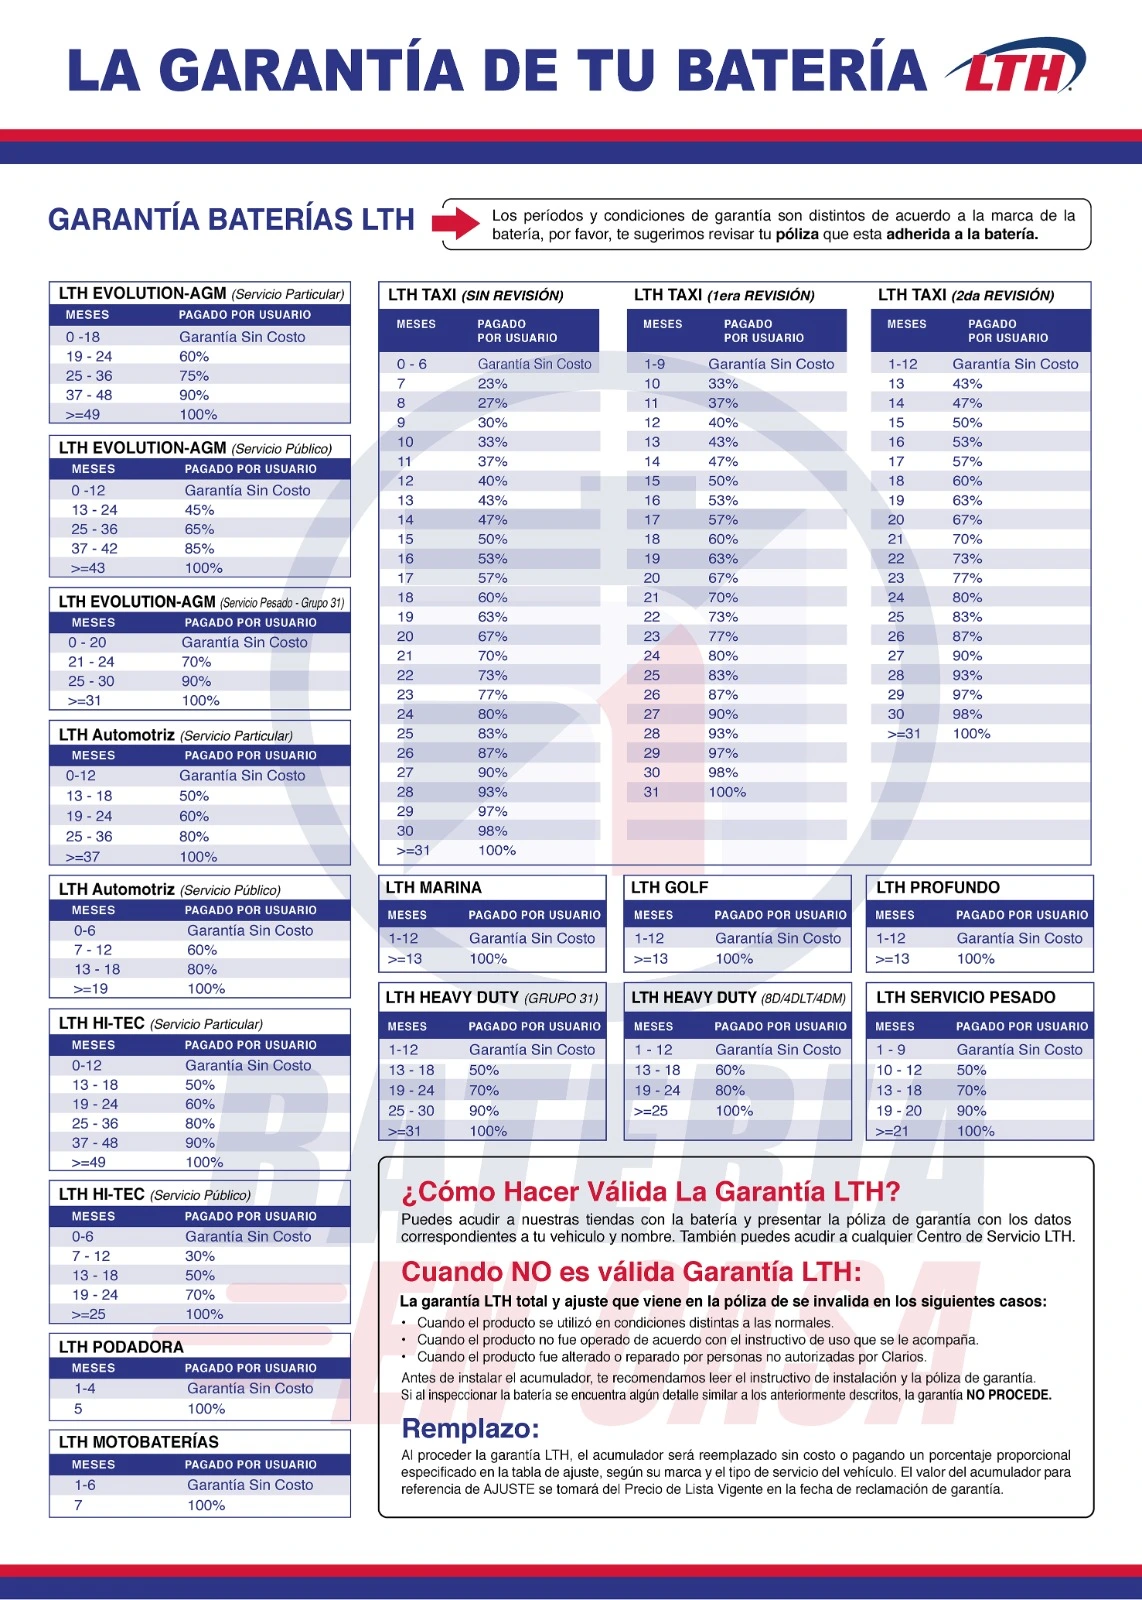 LA GARANTÍA DE TU BATERÍA
LTH
GARANTÍA BATERÍAS LTH
Los períodos y condiciones de garantía son distintos de acuerdo a la marca de la
batería, por favor, te sugerimos revisar tu póliza que esta adherida a la batería.
LTH EVOLUTION-AGM (Servicio Particular)
MESES PAGADO POR USUARIO
0 -18 Garantía Sin Costo
19 - 24 60%
25 - 36 75%
37 - 48 90%
>=49 100%
LTH EVOLUTION-AGM (Servicio Público)
MESES PAGADO POR USUARIO
0 -12 Garantía Sin Costo
13 - 24 45%
25 - 36 65%
37 - 42 85%
>=43 100%
LTH EVOLUTION-AGM (Servicio Pesado - Grupo 31)
MESES PAGADO POR USUARIO
0 - 20 Garantía Sin Costo
21 - 24 70%
25 - 30 90%
>=31 100%
LTH Automotriz (Servicio Particular)
MESES PAGADO POR USUARIO
0-12 Garantía Sin Costo
13 - 18 50%
19 - 24 60%
25 - 36 80%
>=37 100%
LTH Automotriz (Servicio Público)
MESES PAGADO POR USUARIO
0-6 Garantía Sin Costo
7 - 12 60%
13 - 18 80%
>=19 100%
LTH HI-TEC (Servicio Particular)
MESES PAGADO POR USUARIO
0-12 Garantía Sin Costo
13 - 18 50%
19 - 24 60%
25 - 36 80%
37 - 48 90%
>=49 100%
LTH HI-TEC (Servicio Público)
MESES PAGADO POR USUARIO
0-6 Garantía Sin Costo
7 - 12 30%
13 - 18 50%
19 - 24 70%
>=25 100%
LTH PODADORA
MESES PAGADO POR USUARIO
1-4 Garantía Sin Costo
5 100%
LTH MOTOBATERÍAS
MESES PAGADO POR USUARIO
1-6 Garantía Sin Costo
7 100%
LTH TAXI (SIN REVISIÓN)
MESES PAGADO
POR USUARIO
0 - 6 Garantía Sin Costo
7 23%
8 27%
9 30%
10 33%
11 37%
12 40%
13 43%
14 47%
15 50%
16 53%
17 57%
18 60%
19 63%
20 67%
21 70%
22 73%
23 77%
24 80%
25 83%
26 87%
27 90%
28 93%
29 97%
30 98%
>=31 100%
LTH TAXI (1era REVISIÓN)
MESES PAGADO
POR USUARIO
1-9 Garantía Sin Costo
10 33%
11 37%
12 40%
13 43%
14 47%
15 50%
16 53%
17 57%
18 60%
19 63%
20 67%
21 70%
22 73%
23 77%
24 80%
25 83%
26 87%
27 90%
28 93%
29 97%
30 98%
31 100%
LTH TAXI (2da REVISIÓN)
MESES PAGADO
POR USUARIO
1-12 Garantía Sin Costo
13 43%
14 47%
15 50%
16 53%
17 57%
18 60%
19 63%
20 67%
21 70%
22 73%
23 77%
24 80%
25 83%
26 87%
27 90%
28 93%
29 97%
30 98%
>=31 100%
LTH MARINA
MESES PAGADO POR USUARIO
1-12 Garantía Sin Costo
>=13 100%
LTH GOLF
MESES PAGADO POR USUARIO
1-12 Garantía Sin Costo
>=13 100%
LTH PROFUNDO
MESES PAGADO POR USUARIO
1-12 Garantía Sin Costo
>=13 100%
LTH HEAVY DUTY (GRUPO 31)
MESES PAGADO POR USUARIO
1-12 Garantía Sin Costo
13 - 18 50%
19 - 24 70%
25 - 30 90%
>=31 100%
LTH HEAVY DUTY (8D/4DLT/4DM)
MESES PAGADO POR USUARIO
1 - 12 Garantía Sin Costo
13 - 18 60%
19 - 24 80%
>=25 100%
LTH SERVICIO PESADO
MESES PAGADO POR USUARIO
1 - 9 Garantía Sin Costo
10 - 12 50%
13 - 18 70%
19 - 20 90%
>=21 100%
BATERIA
EN CASA
¿Cómo Hacer Válida La Garantía LTH?
Puedes acudir a nuestras tiendas con la batería y presentar la póliza de garantía con los datos
correspondientes a tu vehiculo y nombre. También puedes acudir a cualquier Centro de Servicio LTH.
Cuando NO es válida Garantía LTH:
La garantía LTH total y ajuste que viene en la póliza de se invalida en los siguientes casos:
• Cuando el producto se utilizó en condiciones distintas a las normales.
• Cuando el producto no fue operado de acuerdo con el instructivo de uso que se le acompaña.
• Cuando el producto fue alterado o reparado por personas no autorizadas por Clarios.
Antes de instalar el acumulador, te recomendamos leer el instructivo de instalación y la póliza de garantía.
Si al inspeccionar la batería se encuentra algún detalle similar a los anteriormente descritos, la garantía NO PROCEDE.
Remplazo:
Al proceder la garantía LTH, el acumulador será reemplazado sin costo o pagando un porcentaje proporcional
especificado en la tabla de ajuste, según su marca y el tipo de servicio del vehículo. El valor del acumulador para
referencia de AJUSTE se tomará del Precio de Lista Vigente en la fecha de reclamación de garantía.